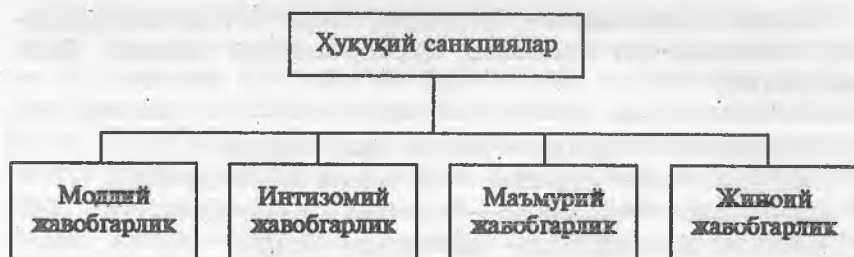 Ҳуқуқий санкциялар
Моддий
жавобгарлик
Интизомий
жавобгарлик
Маъмурий
жавобгарлик
Жиноий
жавобгарлик